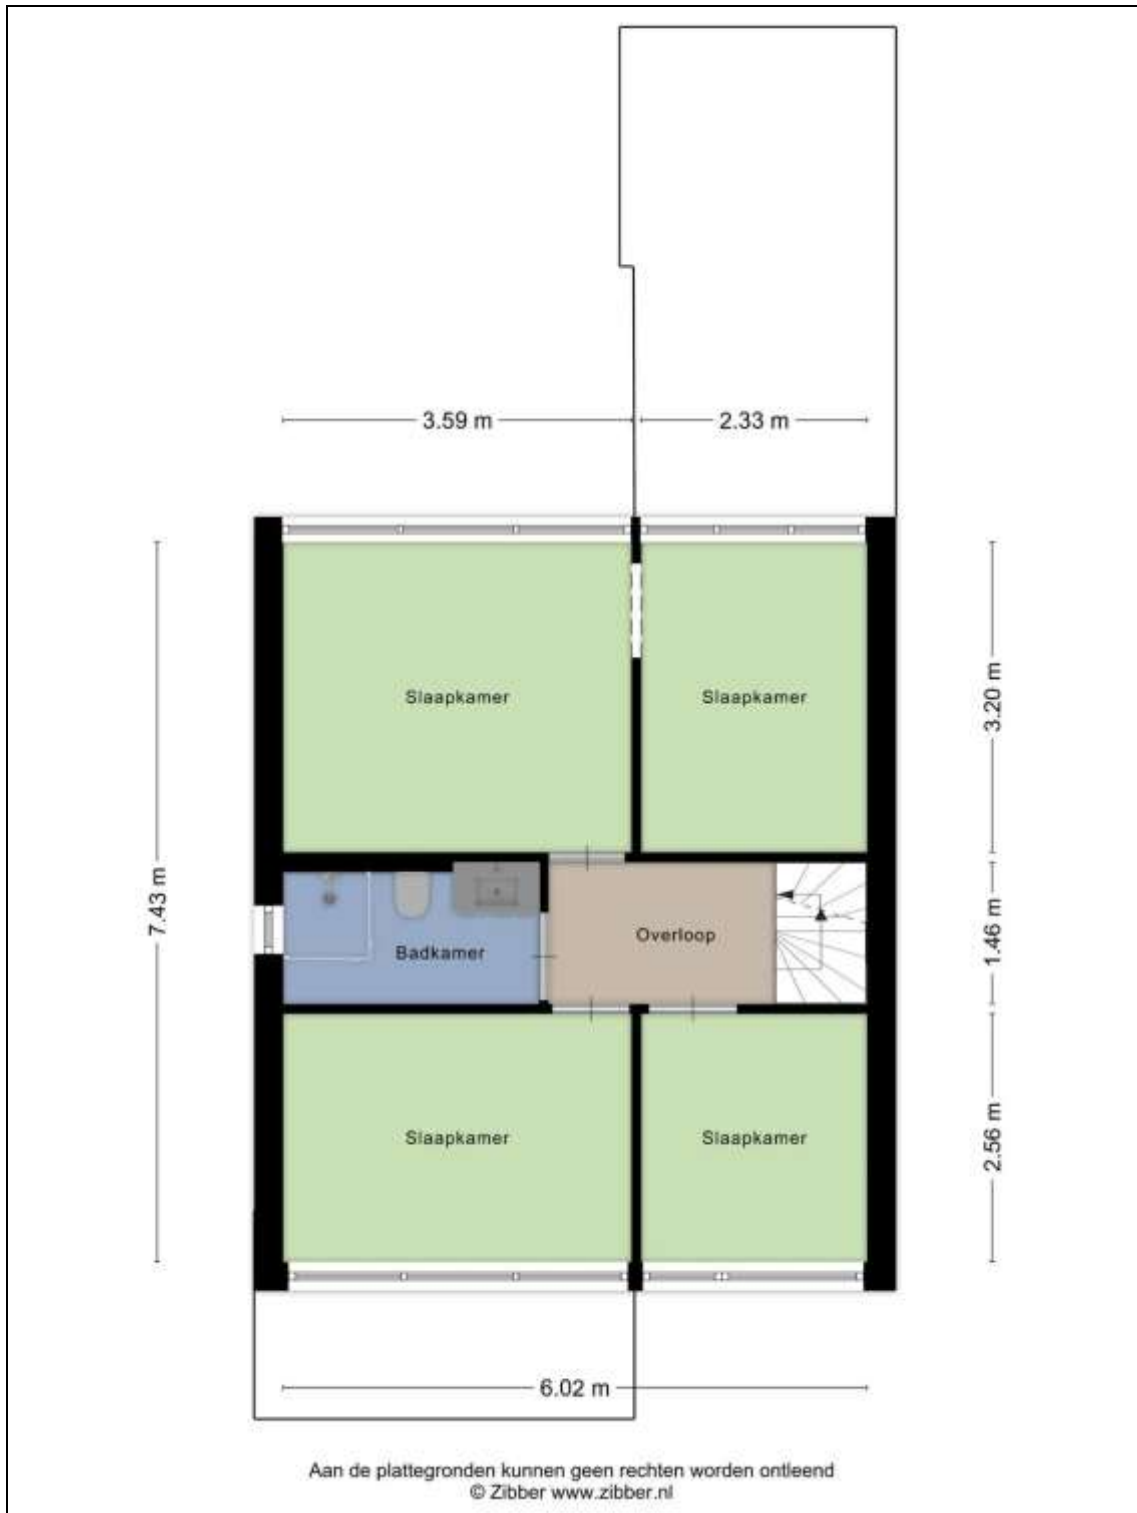 3.59 m
2.33 m
Slaapkamer
Slaapkamer
3.20 m
7.43 m
Badkamer
Overloop
1.46 m
Slaapkamer
Slaapkamer
2.56 m
6.02 m
Aan de plattegronden kunnen geen rechten worden ontleend
© Zibber www.zibber.nl